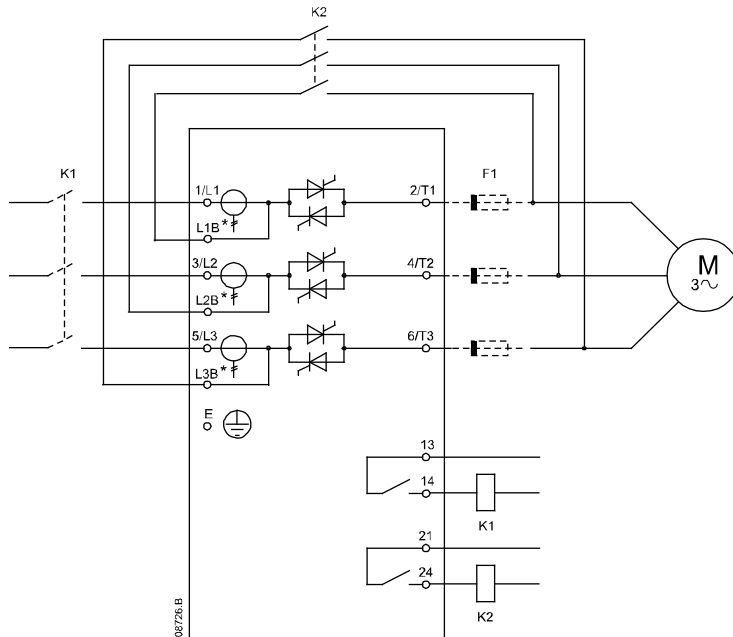 K2
K1
1/L1
2/T1
F1
L1B *
3/L2
4/T2
M
3
L2B *
5/L3
6/T3
L3B *
E
13
14
K1
21
24
K2
08726.B